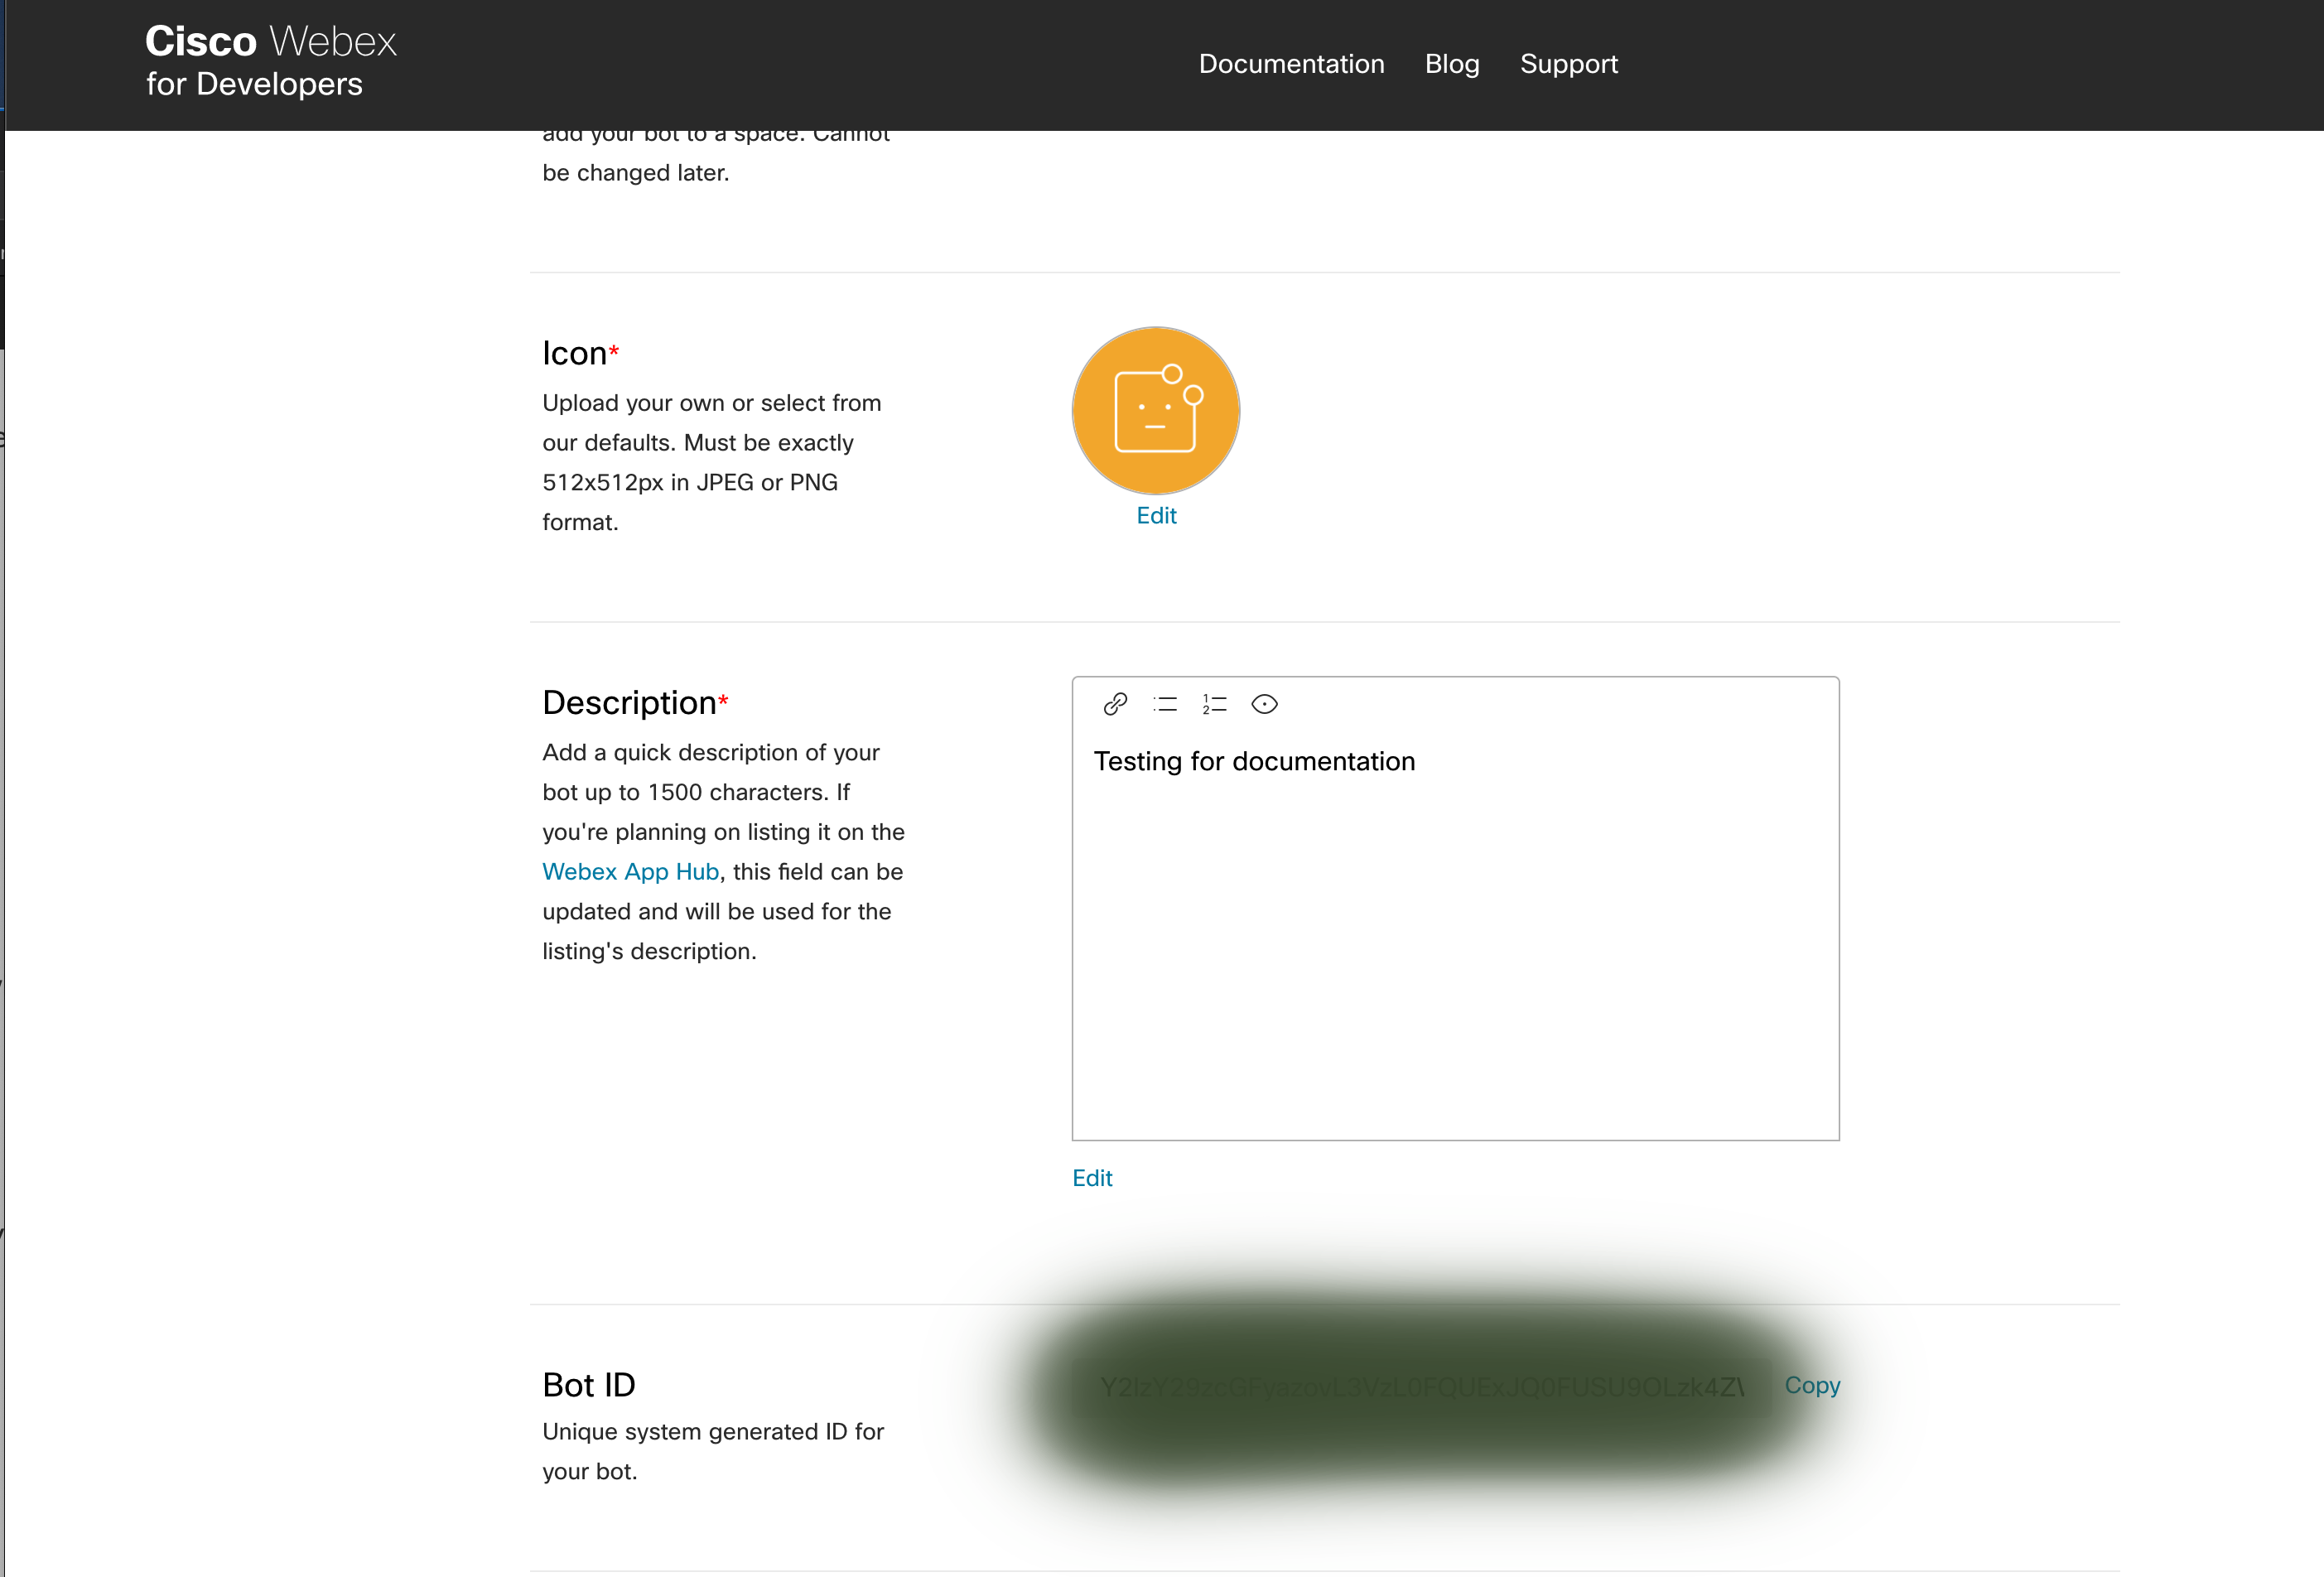 Cisco Webex
for Developers
Documentation Blog Support
add your bot to a space. Cannot
be changed later.
Icon*
Upload your own or select from
our defaults. Must be exactly
512x512px in JPEG or PNG
format.
Edit
Description*
Add a quick description of your
bot up to 1500 characters. If
you're planning on listing it on the
Webex App Hub, this field can be
updated and will be used for the
listing's description.
Testing for documentation
Edit
Bot ID
Unique system generated ID for
your bot.
Copy